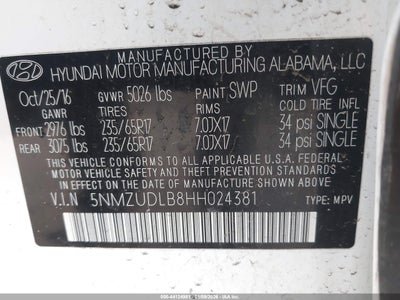 MANUFACTURED BY
HYUNDAI MOTOR MANUFACTURING ALABAMA, LLC
Oct/25/16 GVWR 5026 lbs PAINT SWP TRIM VFG
GAWR TIRES RIMS COLD TIRE INFL
FRONT 2976 lbs 235/65R17 7.0JX17 34 psi SINGLE
REAR 3075 lbs 235/65R17 7.0JX17 34 psi SINGLE
THIS VEHICLE CONFORMS TO ALL APPLICABLE U.S.A. FEDERAL MOTOR VEHICLE
SAFETY, BUMPER, AND THEFT PREVENTION STANDARDS IN EFFECT ON THE DATE OF
MANUFACTURE SHOWN ABOVE.
V.I.N 5NMZUDLB8HH024381 TYPE: MPV